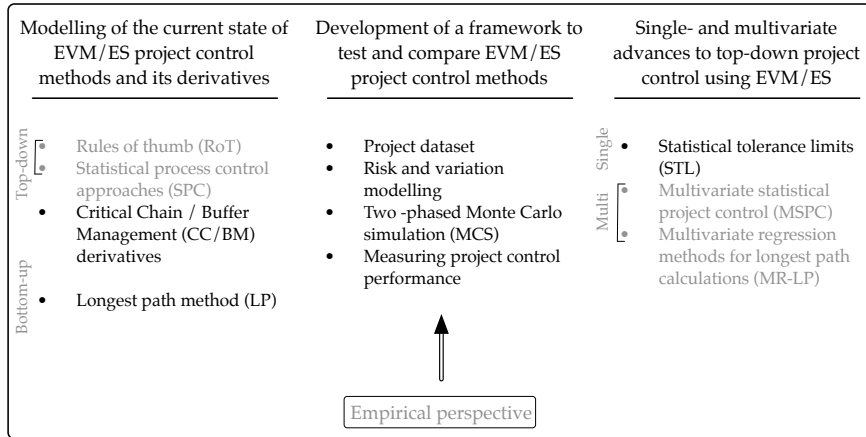 Modelling of the current state of
EVM/ES project control
methods and its derivatives
Top-down
• Rules of thumb (RoT)
• Statistical process control
approaches (SPC)
• Critical Chain / Buffer
Management (CC/BM)
derivatives
Bottom-up
• Longest path method (LP)
Development of a framework to
test and compare EVM/ES
project control methods
• Project dataset
• Risk and variation
modelling
• Two -phased Monte Carlo
simulation (MCS)
• Measuring project control
performance
Empirical perspective
Single- and multivariate
advances to top-down project
control using EVM/ES
Single
• Statistical tolerance limits
(STL)
Multi
• Multivariate statistical
project control (MSPC)
• Multivariate regression
methods for longest path
calculations (MR-LP)